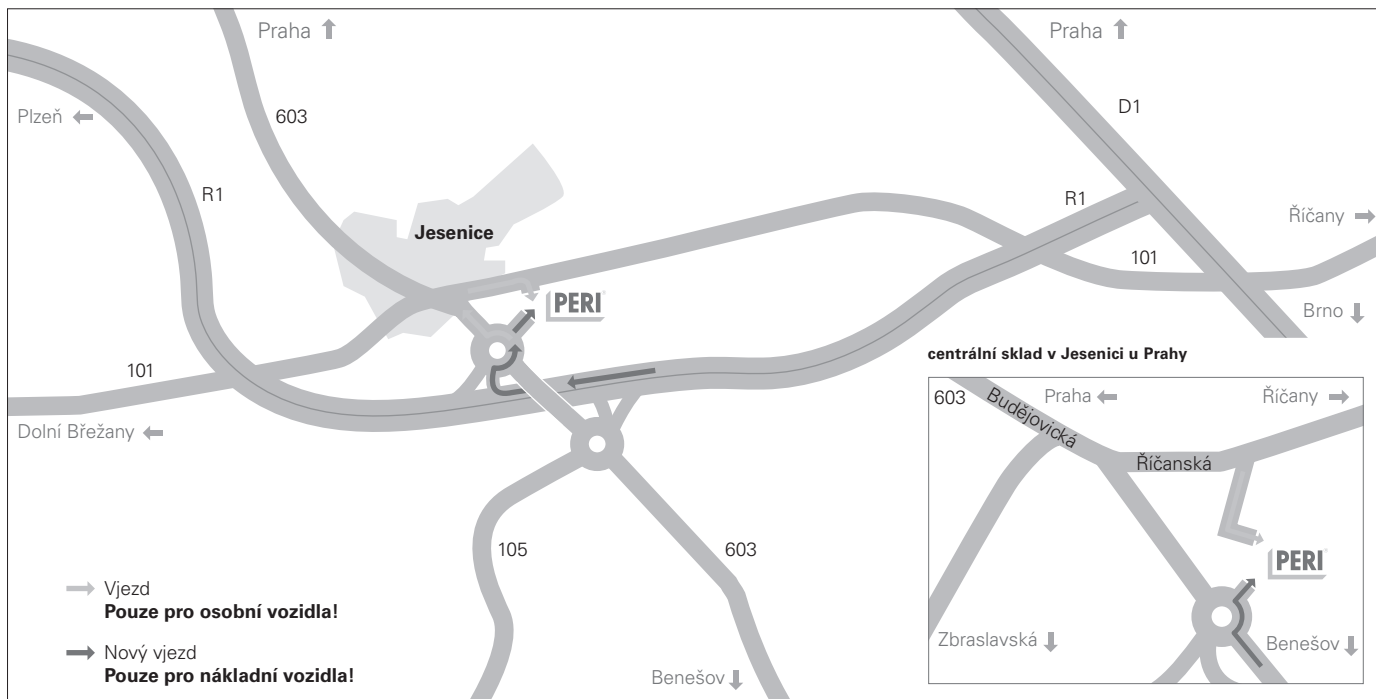 Praha
Praha
Plzeň
603
D1
R1
R1
Jesenice
Říčany
101
PERI
Brno
101
Dolní Břežany
105
603
Benešov
Vjezd
Pouze pro osobní vozidla!
Nový vjezd
Pouze pro nákladní vozidla!
centrální sklad v Jesenici u Prahy
603
Praha
Říčany
Budějovická
Říčanská
PERI
Zbraslavská
Benešov